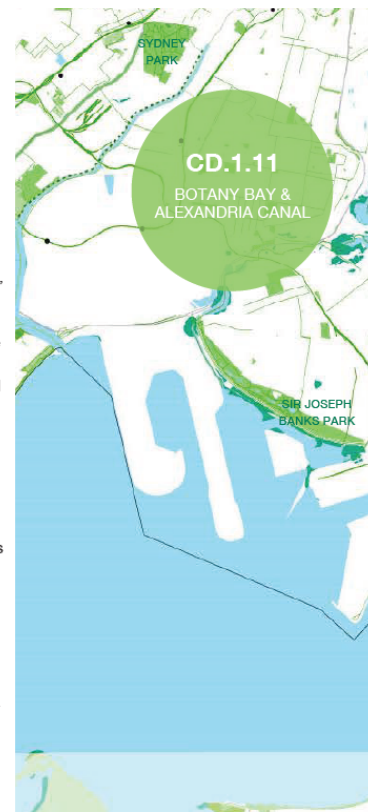 SYDNEY
PARK
CD.1.11
BOTANY BAY &
ALEXANDRIA CANAL
SIR JOSEPH
BANKS PARK